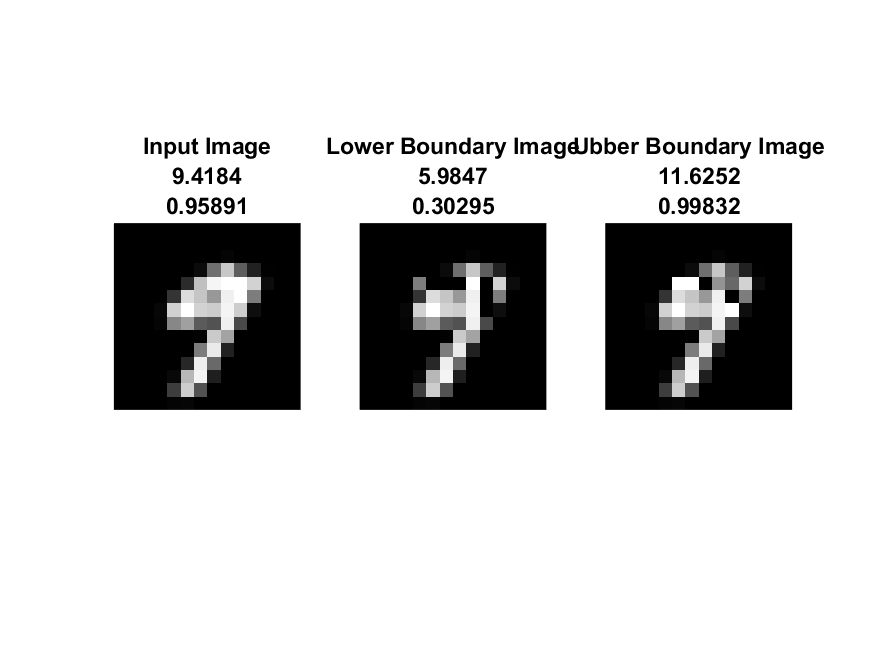 Input Image
9.4184
0.95891
Lower Boundary Image
5.9847
0.30295
Ubber Boundary Image
11.6252
0.99832